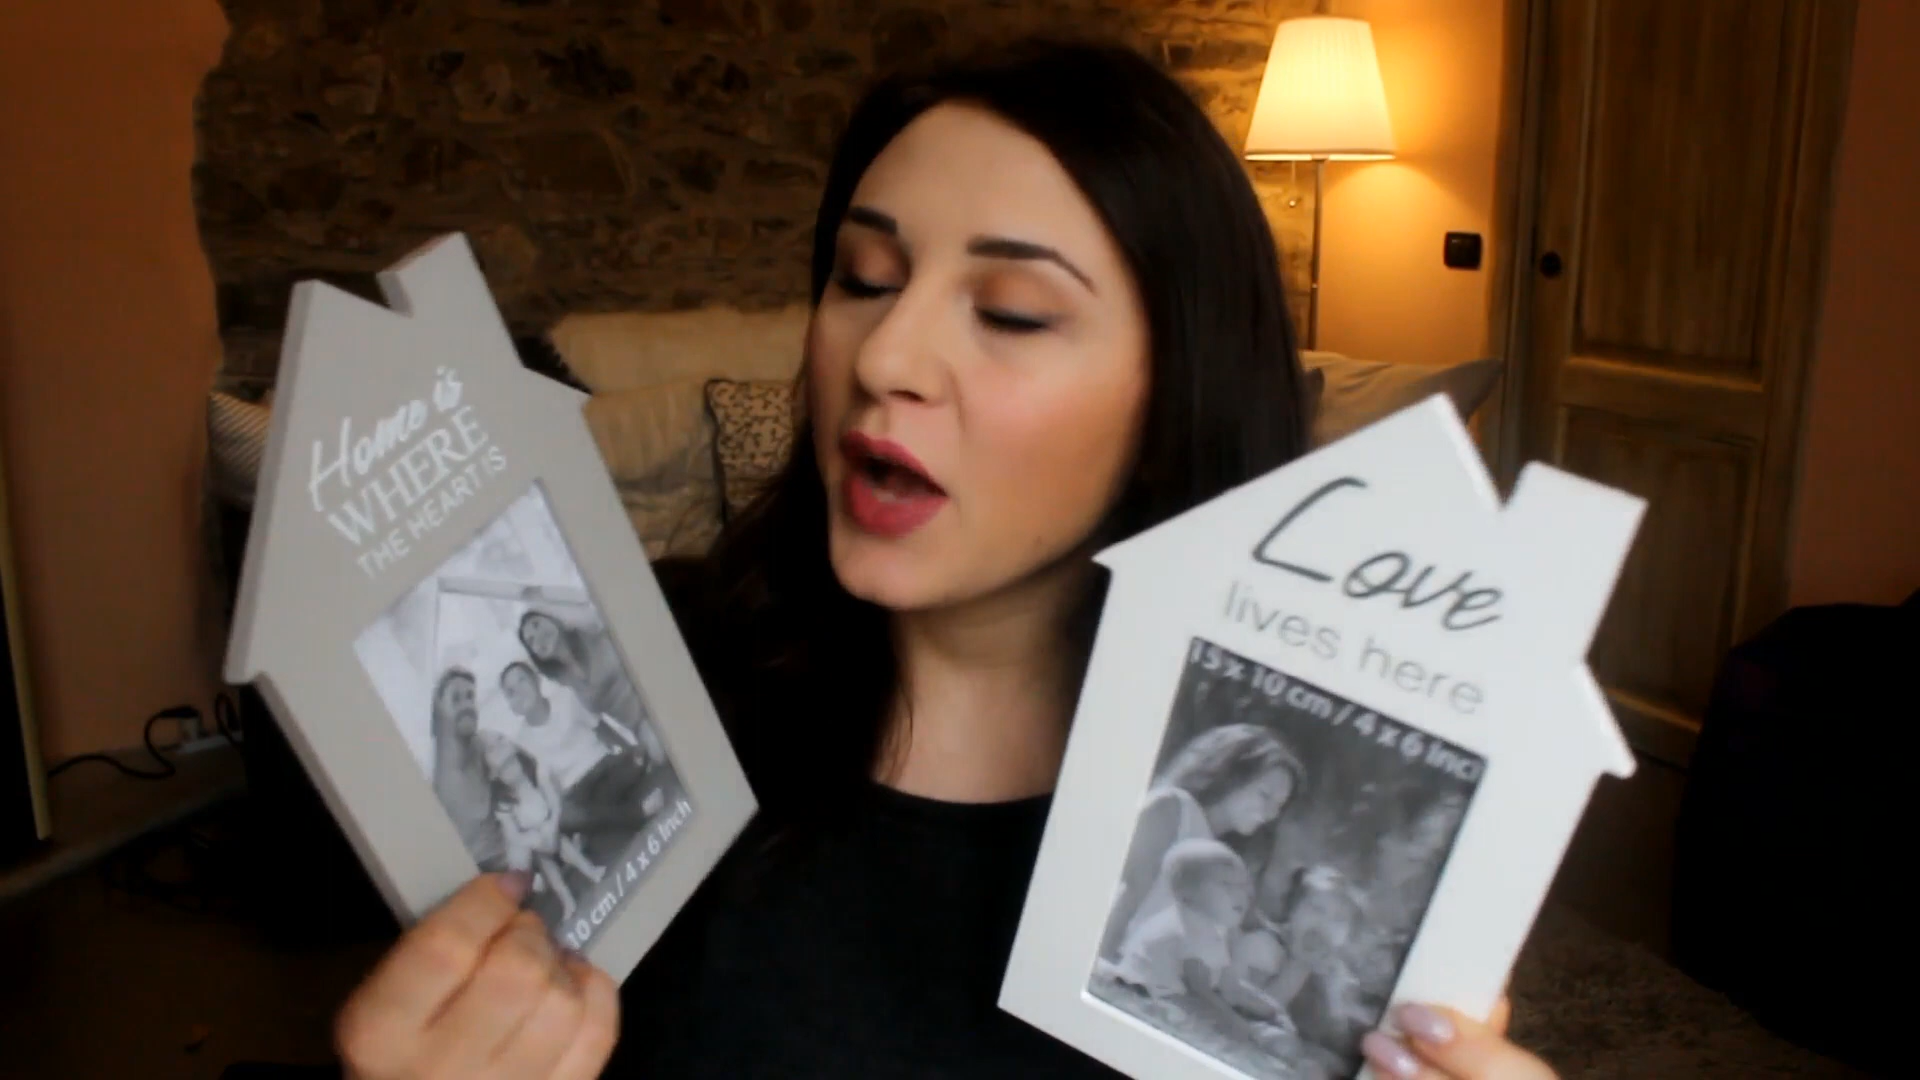 Home is
WHERE
THE HEART IS
10 cm / 4 x 6 Inch
Love
lives here
15 x 10 cm / 4 x 6 Inch